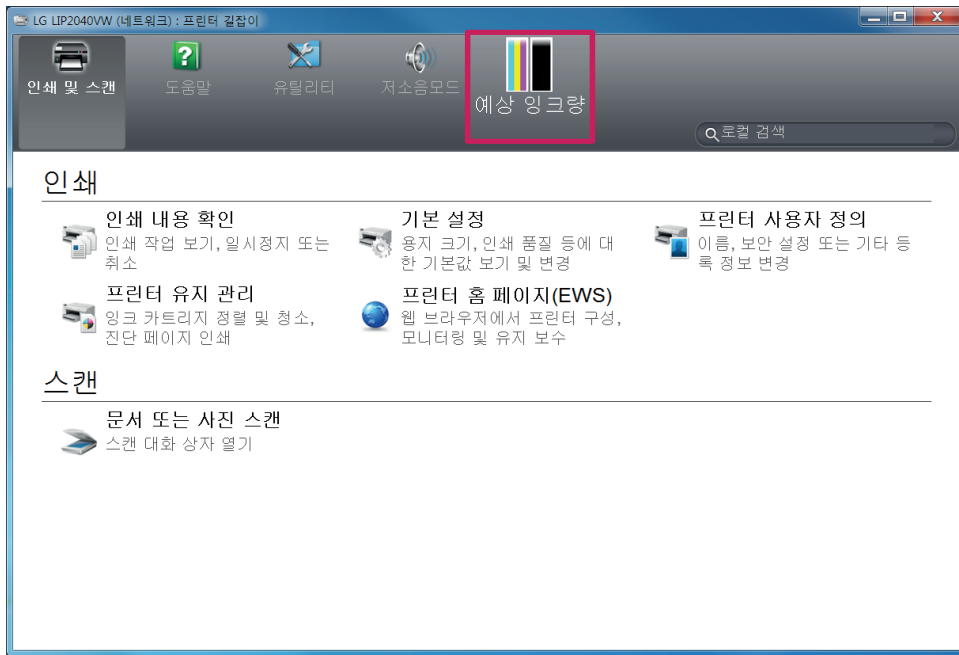 LG LIP2040VW (네트워크) : 프린터 길잡이
인쇄 및 스캔
도움말
유틸리티
저소음모드
예상 잉크량
로컬 검색
인쇄
인쇄 내용 확인
인쇄 작업 보기, 일시정지 또는
취소
기본 설정
용지 크기, 인쇄 품질 등에 대
한 기본값 보기 및 변경
프린터 사용자 정의
이름, 보안 설정 또는 기타 등
록 정보 변경
프린터 유지 관리
잉크 카트리지 정렬 및 청소,
진단 페이지 인쇄
프린터 홈 페이지(EWS)
웹 브라우저에서 프린터 구성,
모니터링 및 유지 보수
스캔
문서 또는 사진 스캔
스캔 대화 상자 열기